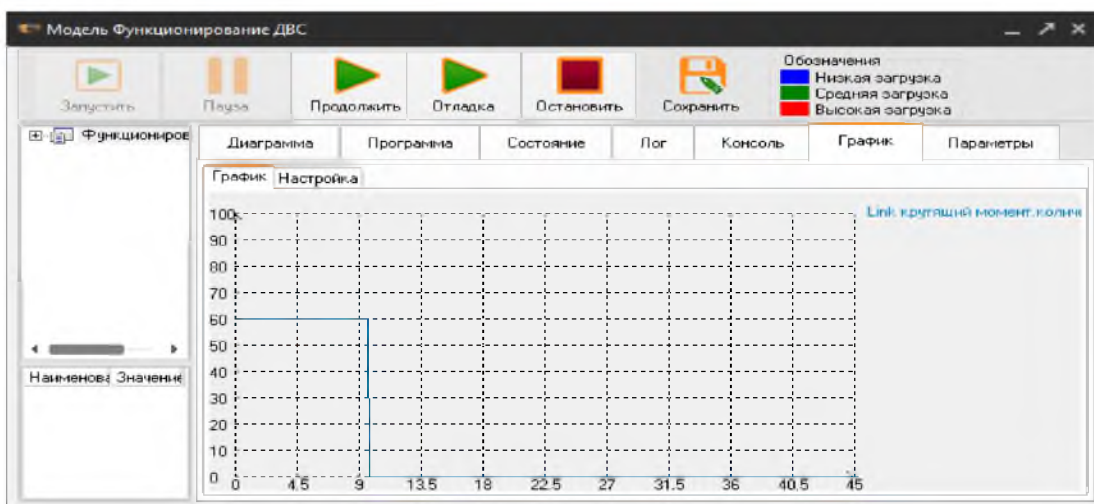 Модель Функционирование ДВС
Обозначения
Низкая загрузка
Средняя загрузка
Высокая загрузка
Запустить Пауза Продолжить Отладка Остановить Сохранить
Функциониров
Диаграмма Программа Состояние Лог Консоль График Параметры
График Настройка
Link крутящий момент.колич
100
90
80
70
60
50
40
30
20
10
0
0 4.5 9 13.5 18 22.5 27 31.5 36 40.5 45
Наименова Значение